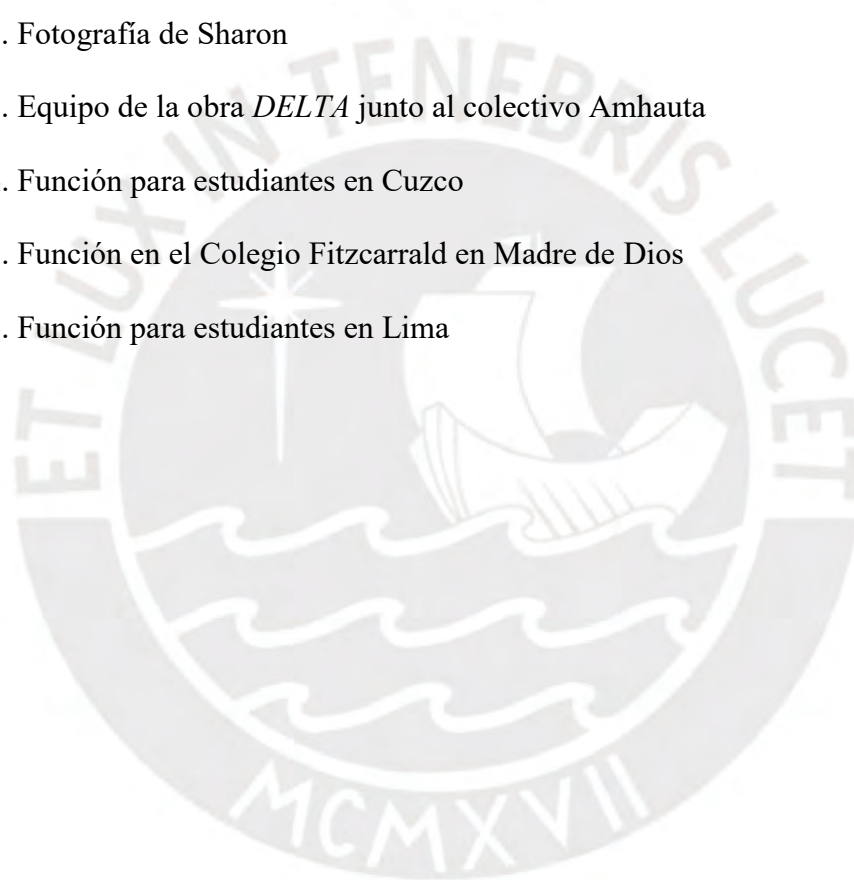 . Fotografía de Sharon
. Equipo de la obra DELTA junto al colectivo Amhauta
. Función para estudiantes en Cuzco
. Función en el Colegio Fitzcarrald en Madre de Dios
. Función para estudiantes en Lima
ET LUX IN TENEBRIS LUCET
MCMXVII